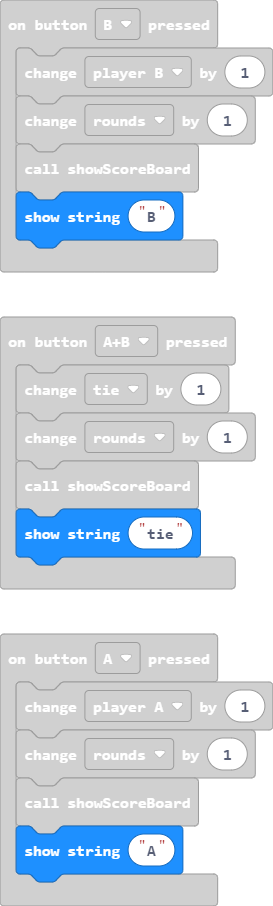 on button B pressed
change player B by 1
change rounds by 1
call showScoreBoard
show string "B"
on button A+B pressed
change tie by 1
change rounds by 1
call showScoreBoard
show string "tie"
on button A pressed
change player A by 1
change rounds by 1
call showScoreBoard
show string "A"